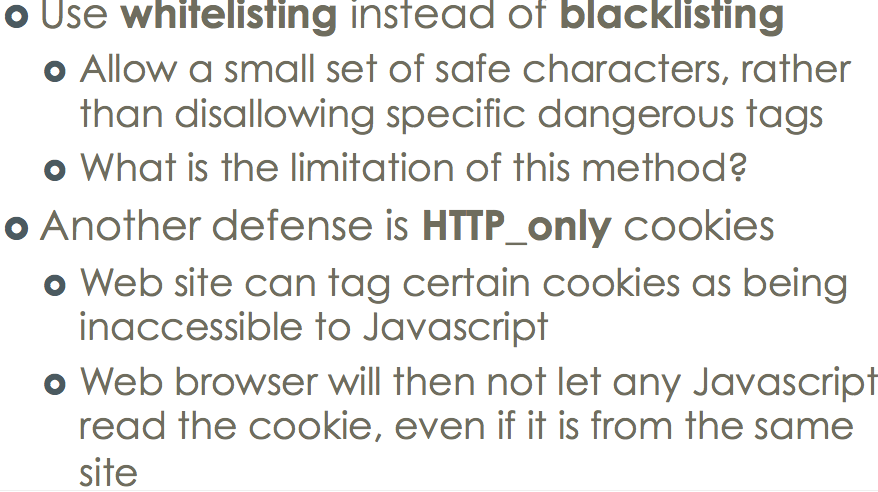 Use whitelisting instead of blacklisting
Allow a small set of safe characters, rather
than disallowing specific dangerous tags
What is the limitation of this method?
Another defense is HTTP_only cookies
Web site can tag certain cookies as being
inaccessible to Javascript
Web browser will then not let any Javascript
read the cookie, even if it is from the same
site